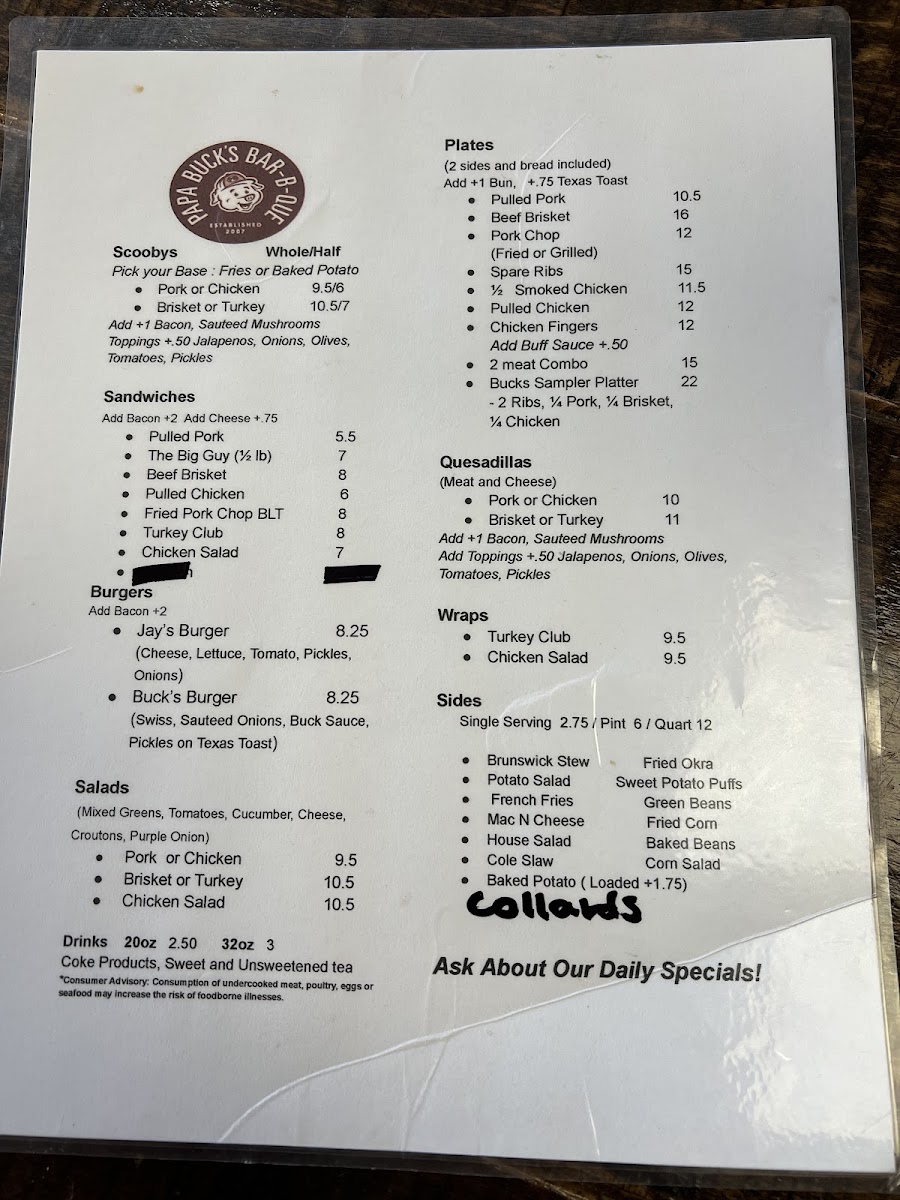 PAPA BUCK'S BAR-B-QUE
ESTABLISHED
2007
Scoobys Whole/Half
Pick your Base : Fries or Baked Potato
Pork or Chicken 9.5/6
Brisket or Turkey 10.5/7
Add +1 Bacon, Sauteed Mushrooms
Toppings +.50 Jalapenos, Onions, Olives,
Tomatoes, Pickles
Sandwiches
Add Bacon +2 Add Cheese +.75
Pulled Pork 5.5
The Big Guy (½ lb) 7
Beef Brisket 8
Pulled Chicken 6
Fried Pork Chop BLT 8
Turkey Club 8
Chicken Salad 7
Burgers
Add Bacon +2
Jay's Burger 8.25
(Cheese, Lettuce, Tomato, Pickles,
Onions)
Buck's Burger 8.25
(Swiss, Sauteed Onions, Buck Sauce,
Pickles on Texas Toast)
Salads
(Mixed Greens, Tomatoes, Cucumber, Cheese,
Croutons, Purple Onion)
Pork or Chicken 9.5
Brisket or Turkey 10.5
Chicken Salad 10.5
Drinks 20oz 2.50 32oz 3
Coke Products, Sweet and Unsweetened tea
*Consumer Advisory: Consumption of undercooked meat, poultry, eggs or
seafood may increase the risk of foodborne illnesses.
Plates
(2 sides and bread included)
Add +1 Bun, +.75 Texas Toast
Pulled Pork 10.5
Beef Brisket 16
Pork Chop 12
(Fried or Grilled)
Spare Ribs 15
½ Smoked Chicken 11.5
Pulled Chicken 12
Chicken Fingers 12
Add Buff Sauce +.50
2 meat Combo 15
Bucks Sampler Platter 22
- 2 Ribs, ¼ Pork, ¼ Brisket,
¼ Chicken
Quesadillas
(Meat and Cheese)
Pork or Chicken 10
Brisket or Turkey 11
Add +1 Bacon, Sauteed Mushrooms
Add Toppings +.50 Jalapenos, Onions, Olives,
Tomatoes, Pickles
Wraps
Turkey Club 9.5
Chicken Salad 9.5
Sides
Single Serving 2.75 / Pint 6 / Quart 12
Brunswick Stew Fried Okra
Potato Salad Sweet Potato Puffs
French Fries Green Beans
Mac N Cheese Fried Corn
House Salad Baked Beans
Cole Slaw Corn Salad
Baked Potato ( Loaded +1.75)
Collards
Ask About Our Daily Specials!